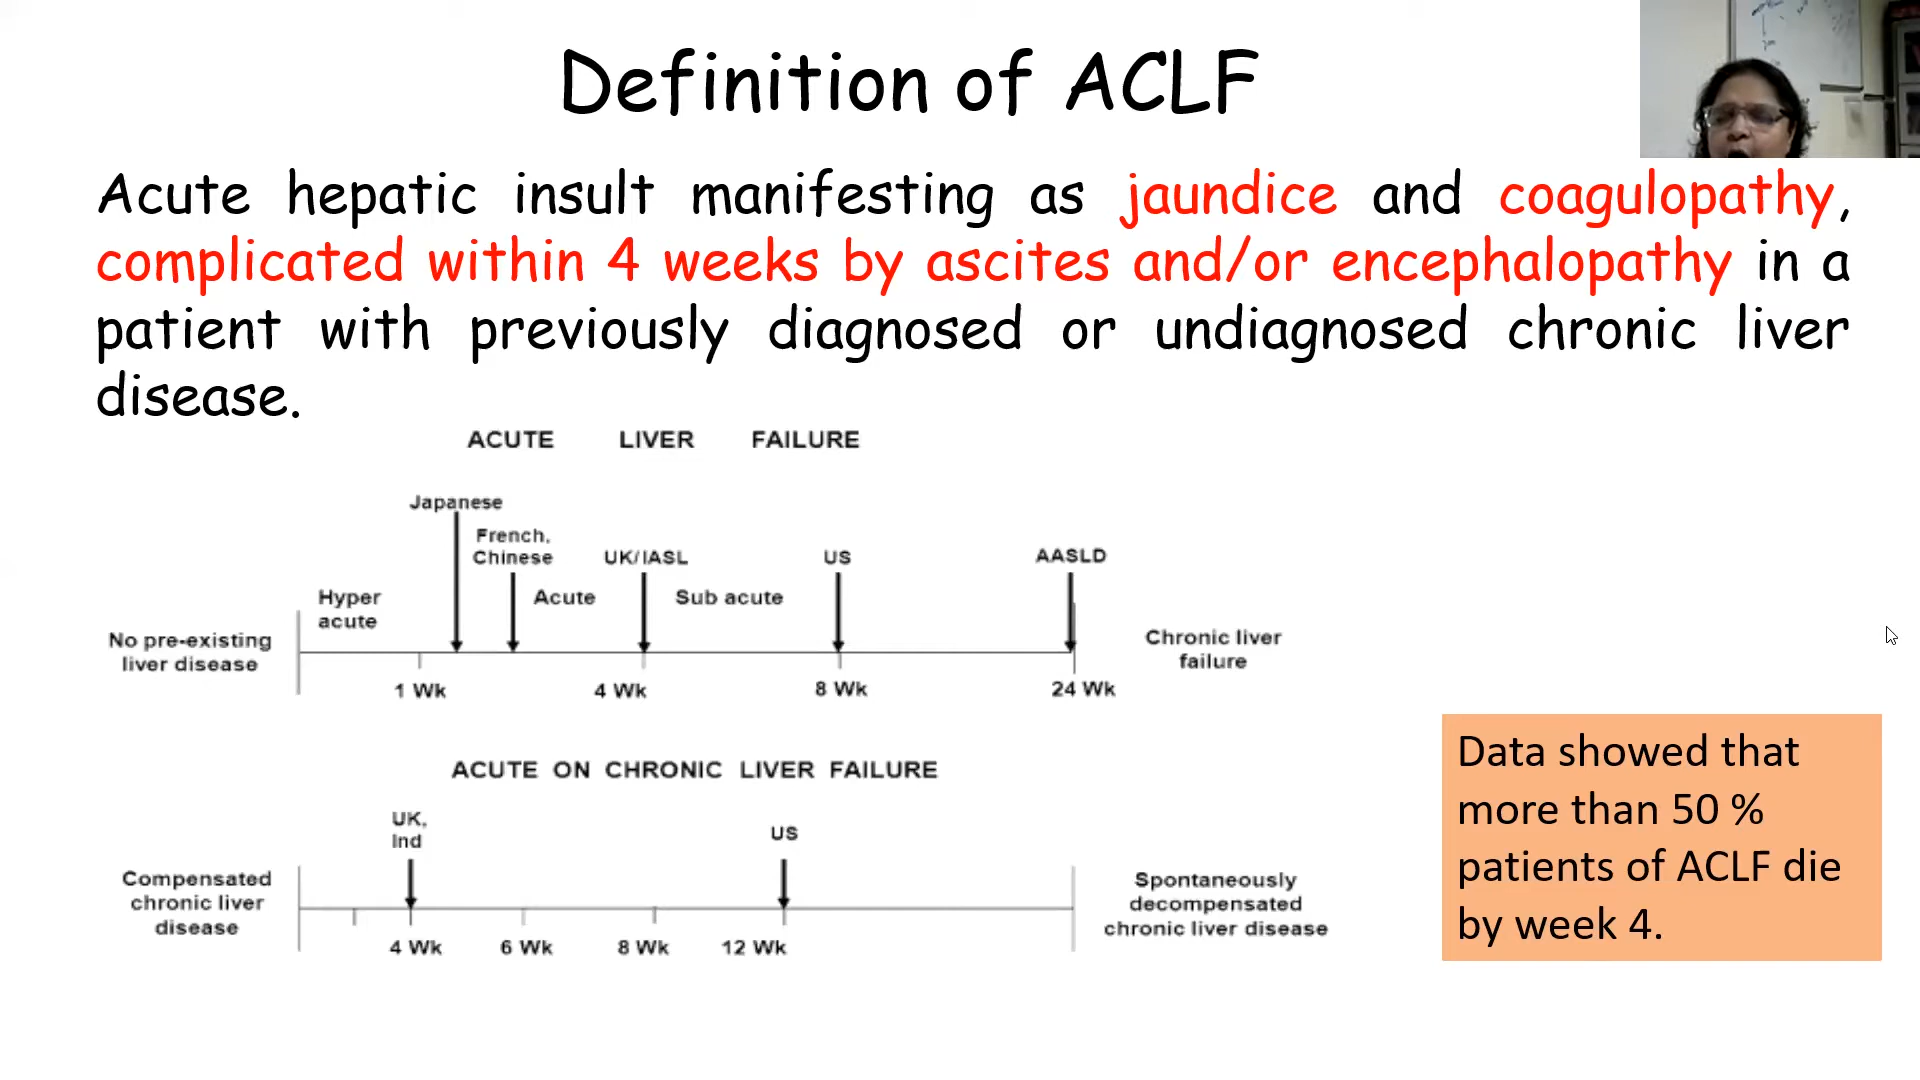 Definition of ACLF
Acute hepatic insult manifesting as jaundice and coagulopathy,
complicated within 4 weeks by ascites and/or encephalopathy in a
patient with previously diagnosed or undiagnosed chronic liver
disease.
ACUTE LIVER FAILURE
Japanese
French,
Chinese
UK/IASL
US
AASLD
Hyper
acute
Acute
Sub acute
No pre-existing
liver disease
Chronic liver
failure
1 Wk
4 Wk
8 Wk
24 Wk
ACUTE ON CHRONIC LIVER FAILURE
UK,
Ind
US
Compensated
chronic liver
disease
Spontaneously
decompensated
chronic liver disease
4 Wk
6 Wk
8 Wk
12 Wk
Data showed that
more than 50 %
patients of ACLF die
by week 4.